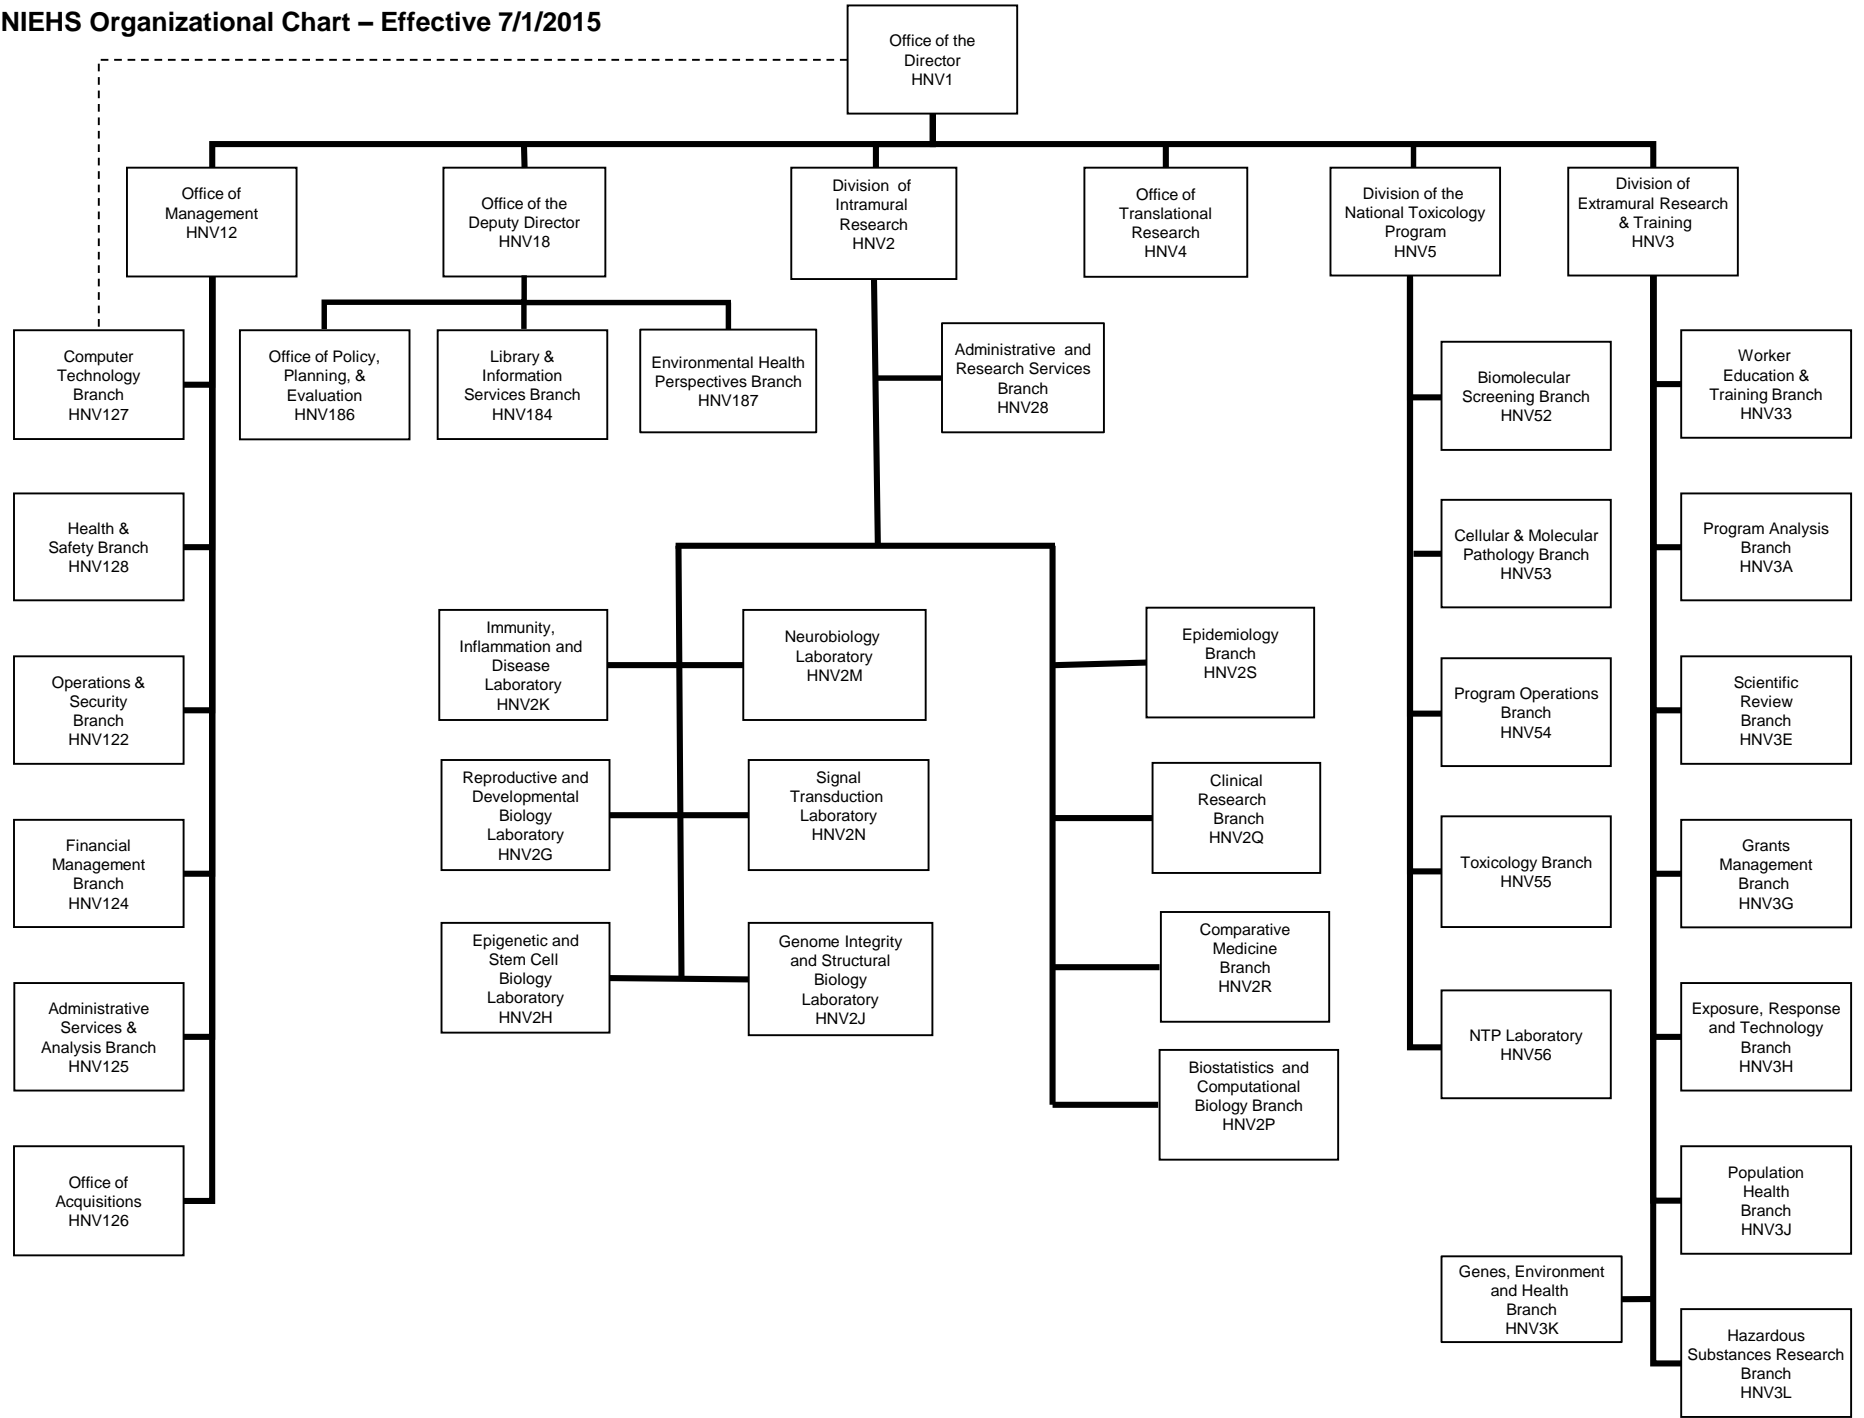 NIEHS Organizational Chart – Effective 7/1/2015
Office of the
Director
HNV1
Office of
Management
HNV12
Office of the
Deputy Director
HNV18
Division of
Intramural
Research
HNV2
Office of
Translational
Research
HNV4
Division of the
National Toxicology
Program
HNV5
Division of
Extramural Research
& Training
HNV3
Computer
Technology
Branch
HNV127
Office of Policy,
Planning, &
Evaluation
HNV186
Library &
Information
Services Branch
HNV184
Environmental Health
Perspectives Branch
HNV187
Administrative and
Research Services
Branch
HNV28
Biomolecular
Screening Branch
HNV52
Worker
Education &
Training Branch
HNV33
Health &
Safety Branch
HNV128
Cellular & Molecular
Pathology Branch
HNV53
Program Analysis
Branch
HNV3A
Operations &
Security
Branch
HNV122
Immunity,
Inflammation and
Disease
Laboratory
HNV2K
Neurobiology
Laboratory
HNV2M
Epidemiology
Branch
HNV2S
Program Operations
Branch
HNV54
Scientific
Review
Branch
HNV3E
Financial
Management
Branch
HNV124
Reproductive and
Developmental
Biology
Laboratory
HNV2G
Signal
Transduction
Laboratory
HNV2N
Clinical
Research
Branch
HNV2Q
Toxicology Branch
HNV55
Grants
Management
Branch
HNV3G
Administrative
Services &
Analysis Branch
HNV125
Epigenetic and
Stem Cell
Biology
Laboratory
HNV2H
Genome Integrity
and Structural
Biology
Laboratory
HNV2J
Comparative
Medicine
Branch
HNV2R
NTP Laboratory
HNV56
Exposure, Response
and Technology
Branch
HNV3H
Biostatistics and
Computational
Biology Branch
HNV2P
Office of
Acquisitions
HNV126
Population
Health
Branch
HNV3J
Genes, Environment
and Health
Branch
HNV3K
Hazardous
Substances Research
Branch
HNV3L